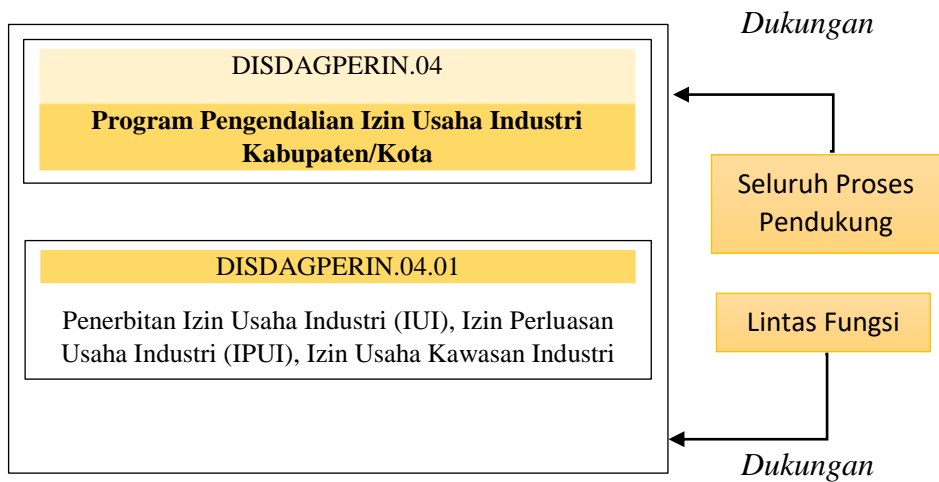 Dukungan
DISDAGPERIN.04
Program Pengendalian Izin Usaha Industri
Kabupaten/Kota
Seluruh Proses
Pendukung
DISDAGPERIN.04.01
Penerbitan Izin Usaha Industri (IUI), Izin Perluasan
Usaha Industri (IPUI), Izin Usaha Kawasan Industri
Lintas Fungsi
Dukungan